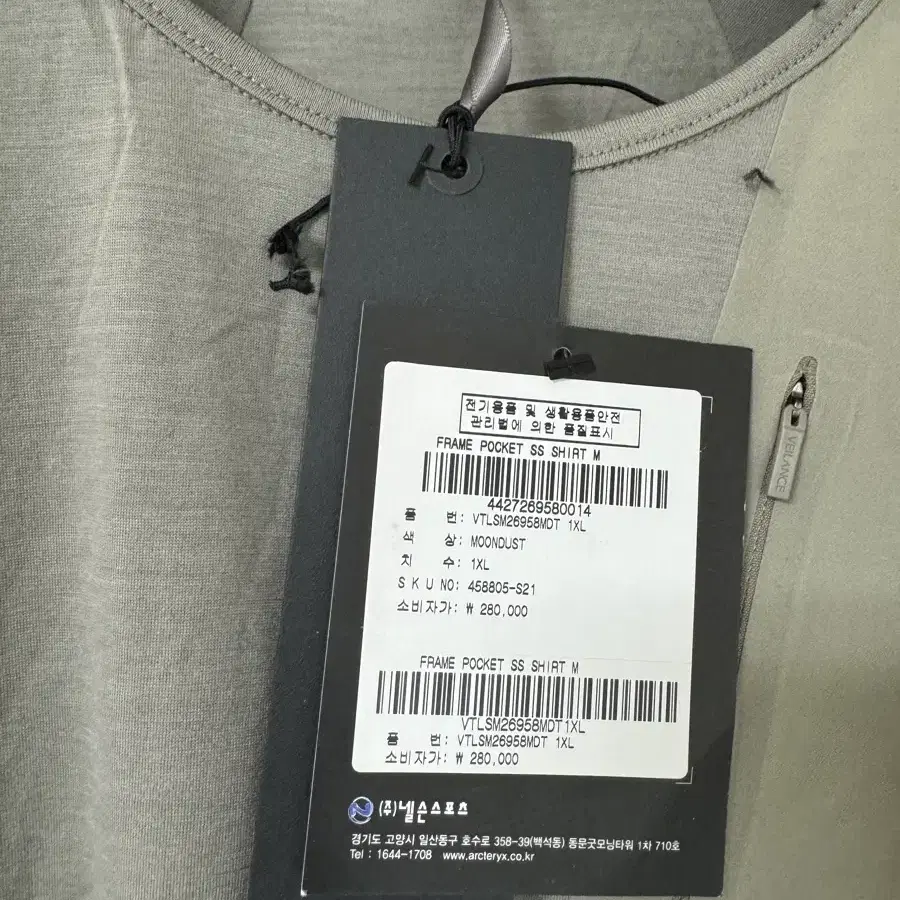 전기용품 및 생활용품안전
관리법에 의한 품질표시
FRAME POCKET SS SHIRT M
4427269580014
품 번: VTLSM26958MDT 1XL
색 상: MOONDUST
치 수: 1XL
S K U NO: 458805-S21
소비자가: ₩ 280,000
FRAME POCKET SS SHIRT M
VTLSM26958MDT1XL
품 번: VTLSM26958MDT 1XL
소비자가: ₩ 280,000
(주)넬슨스포츠
경기도 고양시 일산동구 호수로 358-39(백석동) 동문굿모닝타워 1차 710호
Tel : 1644-1708 www.arcteryx.co.kr
VEILANCE